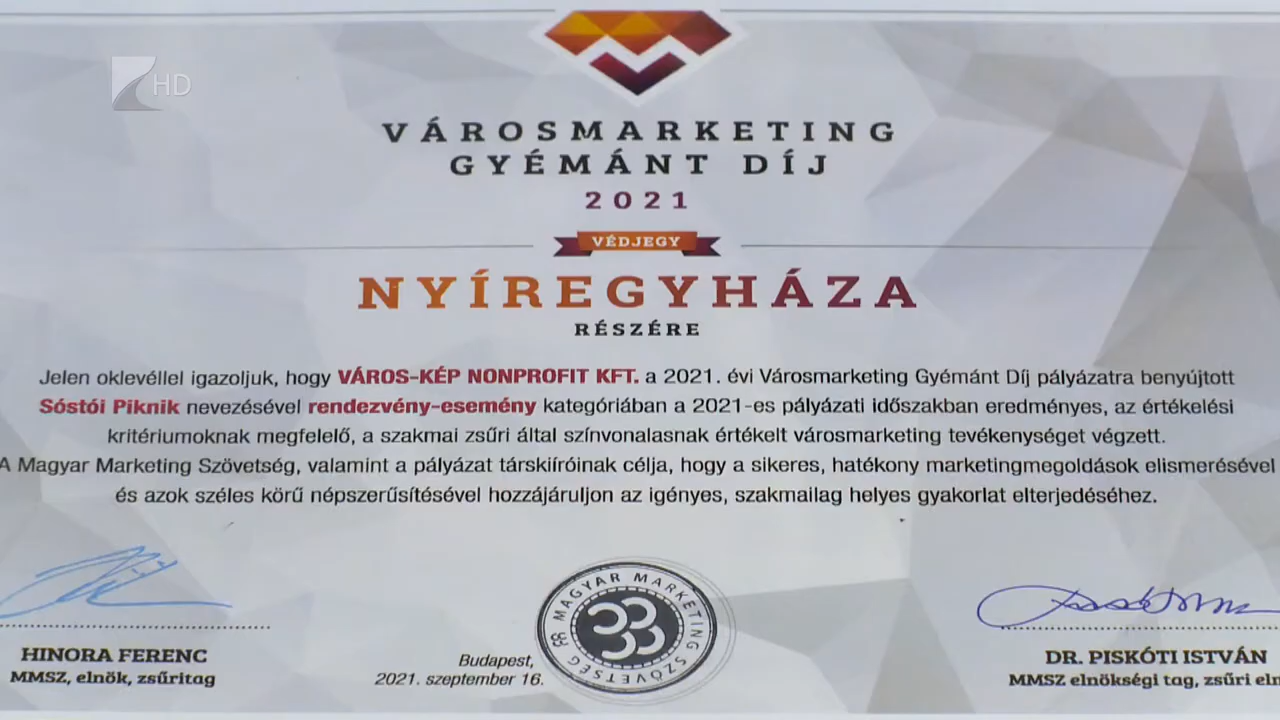 HD
VÁROSMARKETING
GYÉMÁNT DÍJ
2021
VÉDJEGY
NYÍREGYHÁZA
RÉSZÉRE
Jelen oklevéllel igazoljuk, hogy VÁROS-KÉP NONPROFIT KFT. a 2021. évi Városmarketing Gyémánt Díj pályázatra benyújtott
Sóstói Piknik nevezésével rendezvény-esemény kategóriában a 2021-es pályázati időszakban eredményes, az értékelési
kritériumoknak megfelelő, a szakmai zsűri által színvonalasnak értékelt városmarketing tevékenységet végzett.
A Magyar Marketing Szövetség, valamint a pályázat társkiíróinak célja, hogy a sikeres, hatékony marketingmegoldások elismerésével
és azok széles körű népszerűsítésével hozzájáruljon az igényes, szakmailag helyes gyakorlat elterjedéséhez.
HINORA FERENC
MMSZ, elnök, zsűritag
Budapest,
2021. szeptember 16.
MAGYAR MARKETING SZÖVETSÉG
DR. PISKÓTI ISTVÁN
MMSZ elnökségi tag, zsűri eln